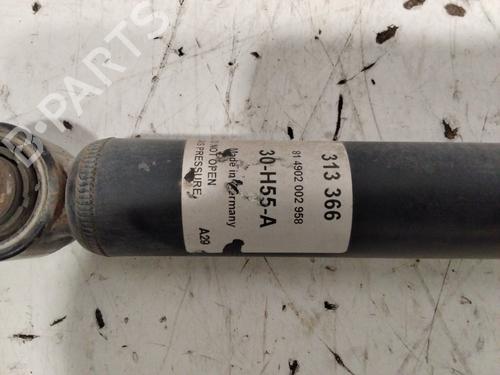 313 366
81 4902 002 958
30-H55-A
Made in Germany
NOT OPEN
PRESSURE
A29
B-PARTS